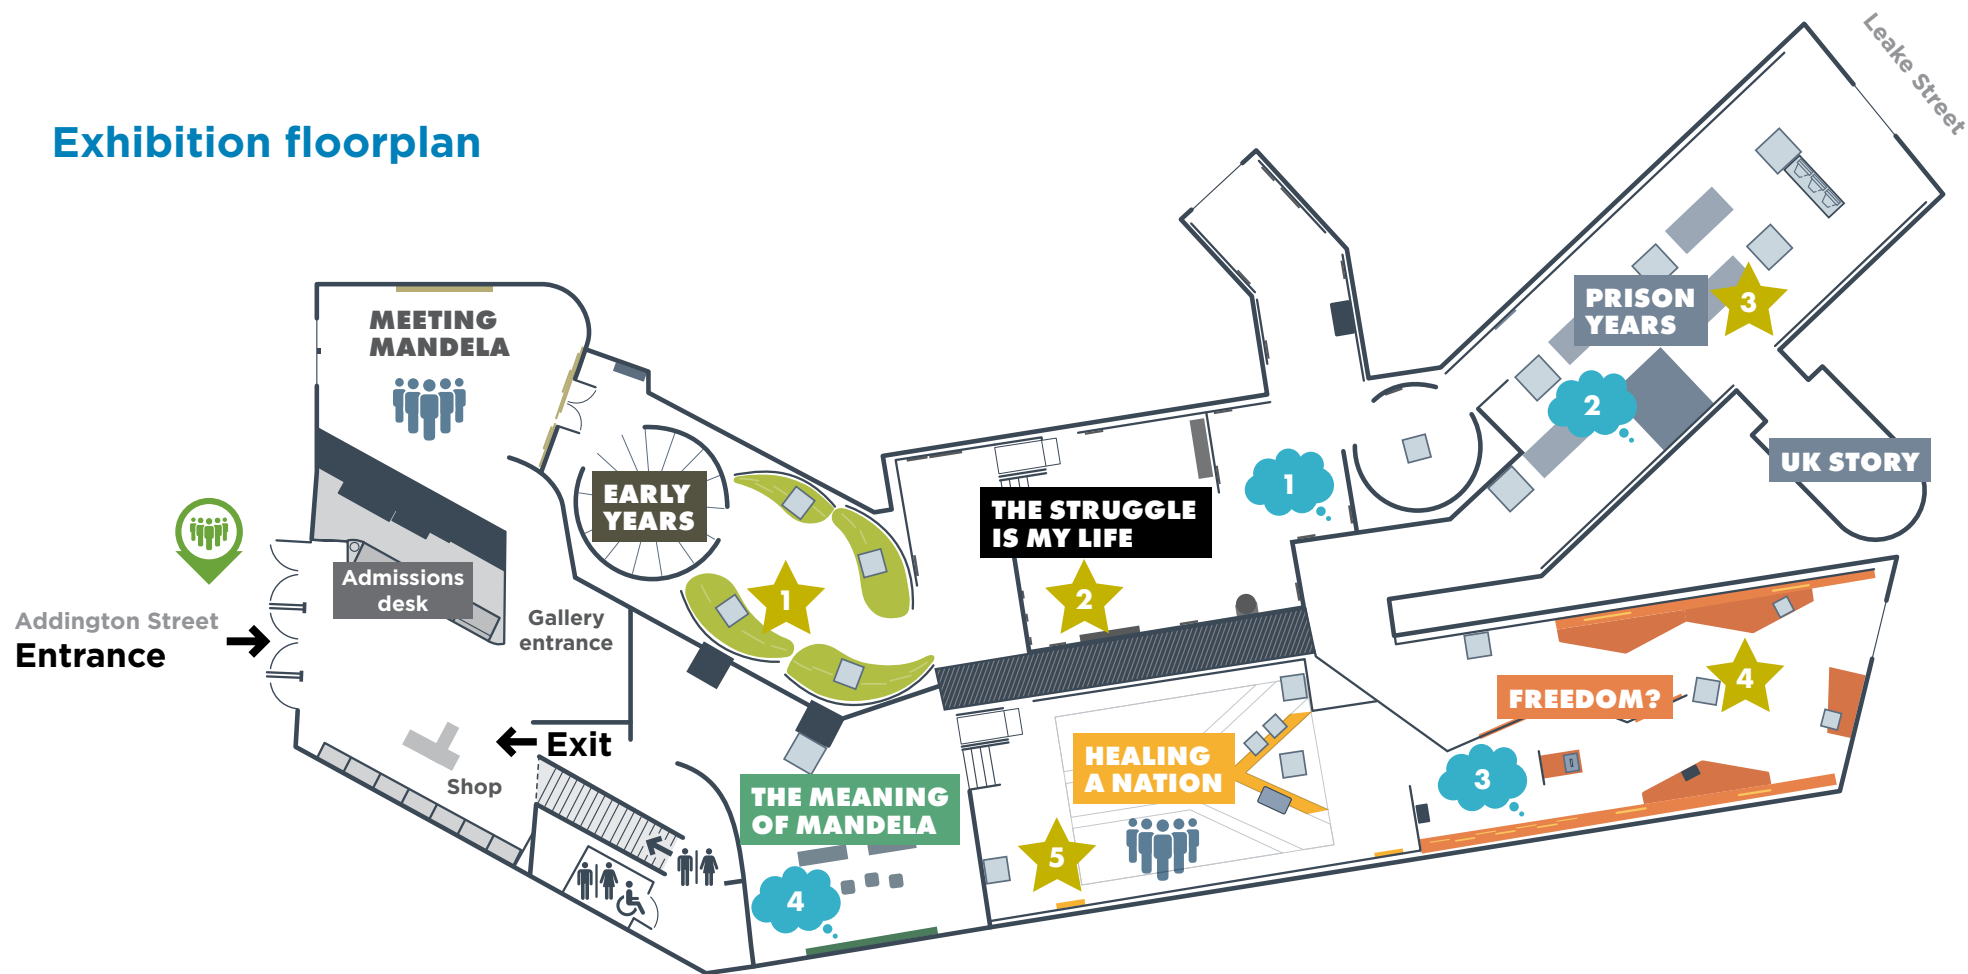 Exhibition floorplan
Leake Street
MEETING
MANDELA
PRISON
YEARS
3
2
UK STORY
EARLY
YEARS
1
THE STRUGGLE
IS MY LIFE
2
1
Admissions
desk
Gallery
entrance
Addington Street
Entrance
Exit
Shop
FREEDOM?
4
3
HEALING
A NATION
5
THE MEANING
OF MANDELA
4